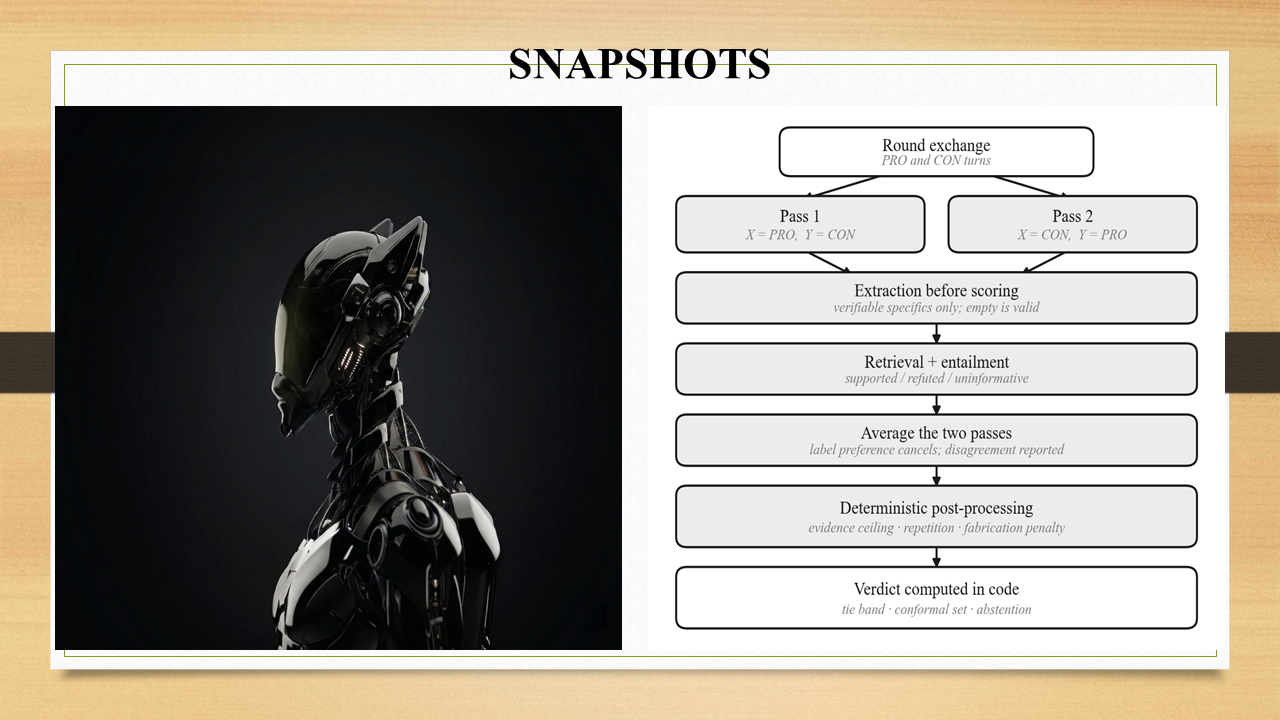 SNAPSHOTS
Round exchange
PRO and CON turns
Pass 1
X = PRO, Y = CON
Pass 2
X = CON, Y = PRO
Extraction before scoring
verifiable specifics only; empty is valid
Retrieval + entailment
supported / refuted / uninformative
Average the two passes
label preference cancels; disagreement reported
Deterministic post-processing
evidence ceiling · repetition · fabrication penalty
Verdict computed in code
tie band · conformal set · abstention